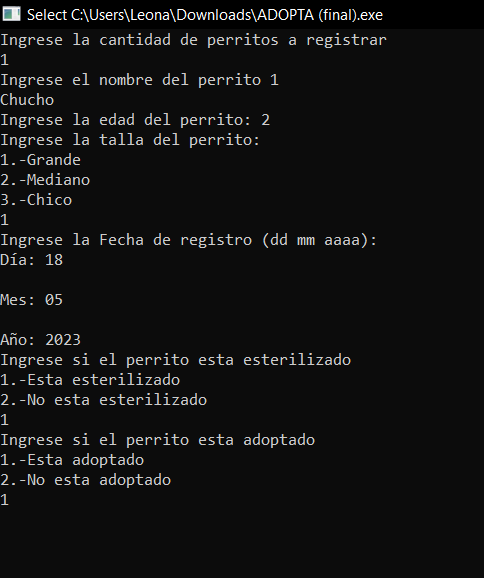 Select C:\Users\Leona\Downloads\ADOPTA (final).exe
Ingrese la cantidad de perritos a registrar
1
Ingrese el nombre del perrito 1
Chucho
Ingrese la edad del perrito: 2
Ingrese la talla del perrito:
1.-Grande
2.-Mediano
3.-Chico
1
Ingrese la Fecha de registro (dd mm aaaa):
Día: 18
Mes: 05
Año: 2023
Ingrese si el perrito esta esterilizado
1.-Esta esterilizado
2.-No esta esterilizado
1
Ingrese si el perrito esta adoptado
1.-Esta adoptado
2.-No esta adoptado
1